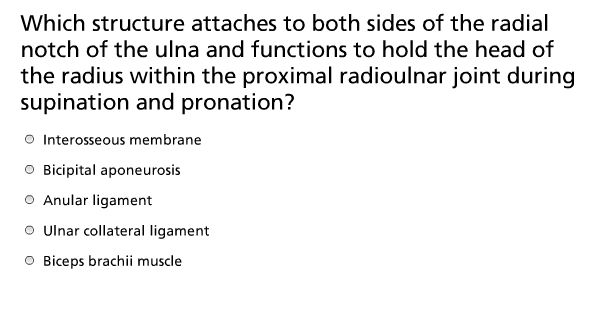 Which structure attaches to both sides of the radial
notch of the ulna and functions to hold the head of
the radius within the proximal radioulnar joint during
supination and pronation?
Interosseous membrane
Bicipital aponeurosis
Anular ligament
Ulnar collateral ligament
Biceps brachii muscle